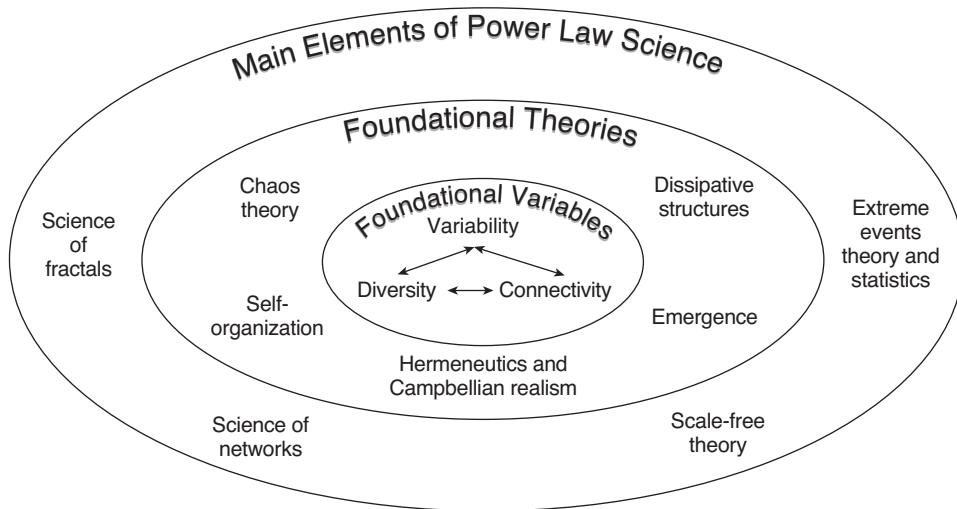 Main Elements of Power Law Science
Foundational Theories
Chaos
theory
Dissipative
structures
Foundational Variables
Variability
Science
of
fractals
Extreme
events
theory and
statistics
Diversity
Connectivity
Self-
organization
Emergence
Hermeneutics and
Campbellian realism
Science of
networks
Scale-free
theory